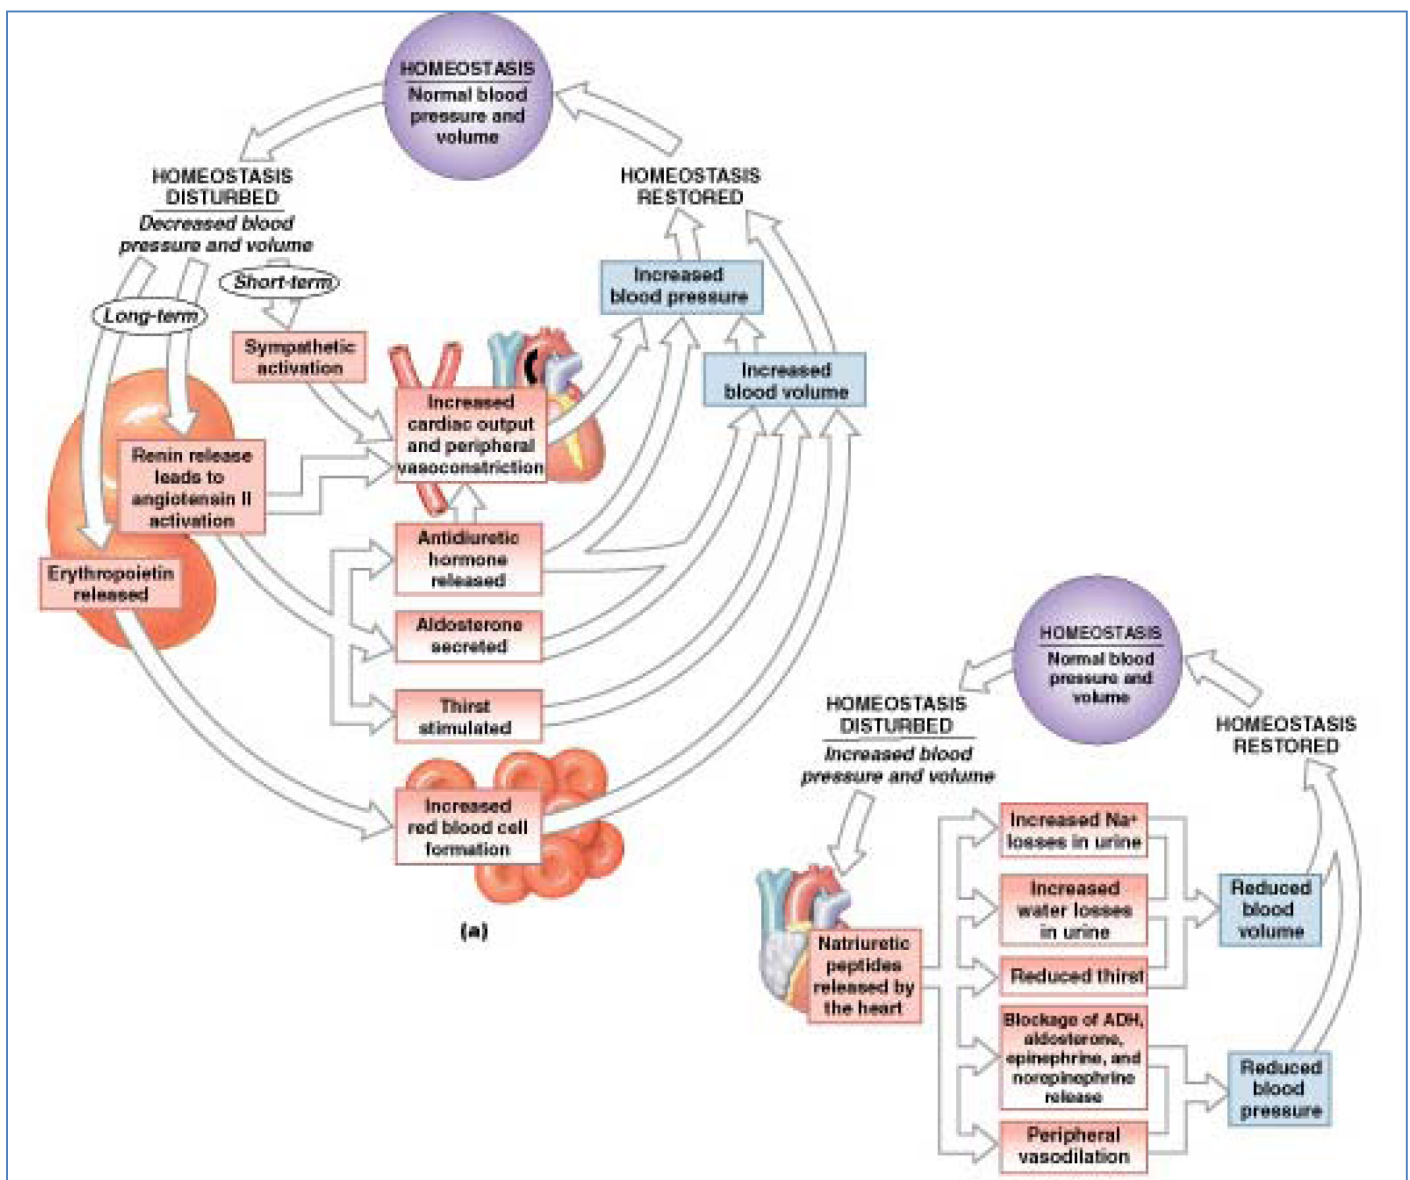 HOMEOSTASIS
Normal blood
pressure and
volume
HOMEOSTASIS
DISTURBED
Decreased blood
pressure and volume
HOMEOSTASIS
RESTORED
Short-term
Long-term
Increased
blood pressure
Sympathetic
activation
Increased
blood volume
Increased
cardiac output
and peripheral
vasoconstriction
Renin release
leads to
angiotensin II
activation
Antidiuretic
hormone
released
Erythropoietin
released
Aldosterone
secreted
Thirst
stimulated
Increased
red blood cell
formation
(a)
HOMEOSTASIS
Normal blood
pressure and
volume
HOMEOSTASIS
DISTURBED
Increased blood
pressure and volume
HOMEOSTASIS
RESTORED
Natriuretic
peptides
released by
the heart
Increased Na+
losses in urine
Increased
water losses
in urine
Reduced thirst
Blockage of ADH,
aldosterone,
epinephrine, and
norepinephrine
release
Peripheral
vasodilation
Reduced
blood
volume
Reduced
blood
pressure